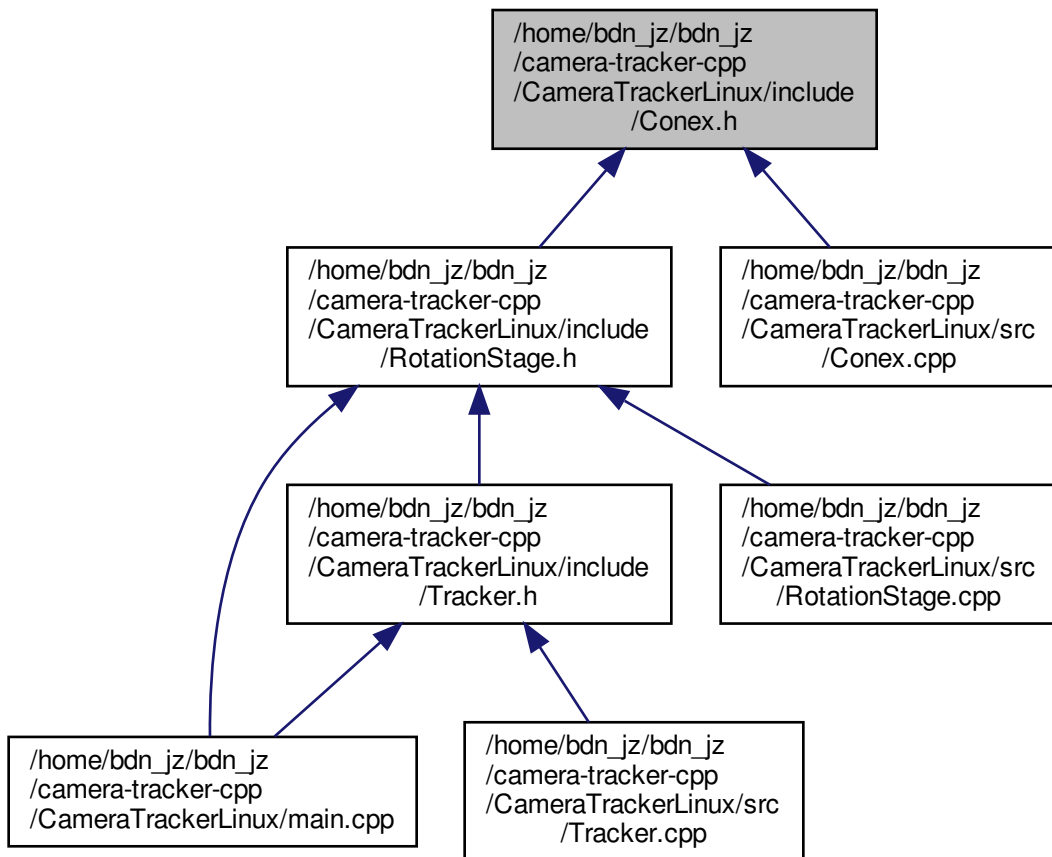 /home/bdn_jz/bdn_jz
/camera-tracker-cpp
/CameraTrackerLinux/include
/Conex.h
/home/bdn_jz/bdn_jz
/camera-tracker-cpp
/CameraTrackerLinux/include
/RotationStage.h
/home/bdn_jz/bdn_jz
/camera-tracker-cpp
/CameraTrackerLinux/src
/Conex.cpp
/home/bdn_jz/bdn_jz
/camera-tracker-cpp
/CameraTrackerLinux/include
/Tracker.h
/home/bdn_jz/bdn_jz
/camera-tracker-cpp
/CameraTrackerLinux/src
/RotationStage.cpp
/home/bdn_jz/bdn_jz
/camera-tracker-cpp
/CameraTrackerLinux/main.cpp
/home/bdn_jz/bdn_jz
/camera-tracker-cpp
/CameraTrackerLinux/src
/Tracker.cpp